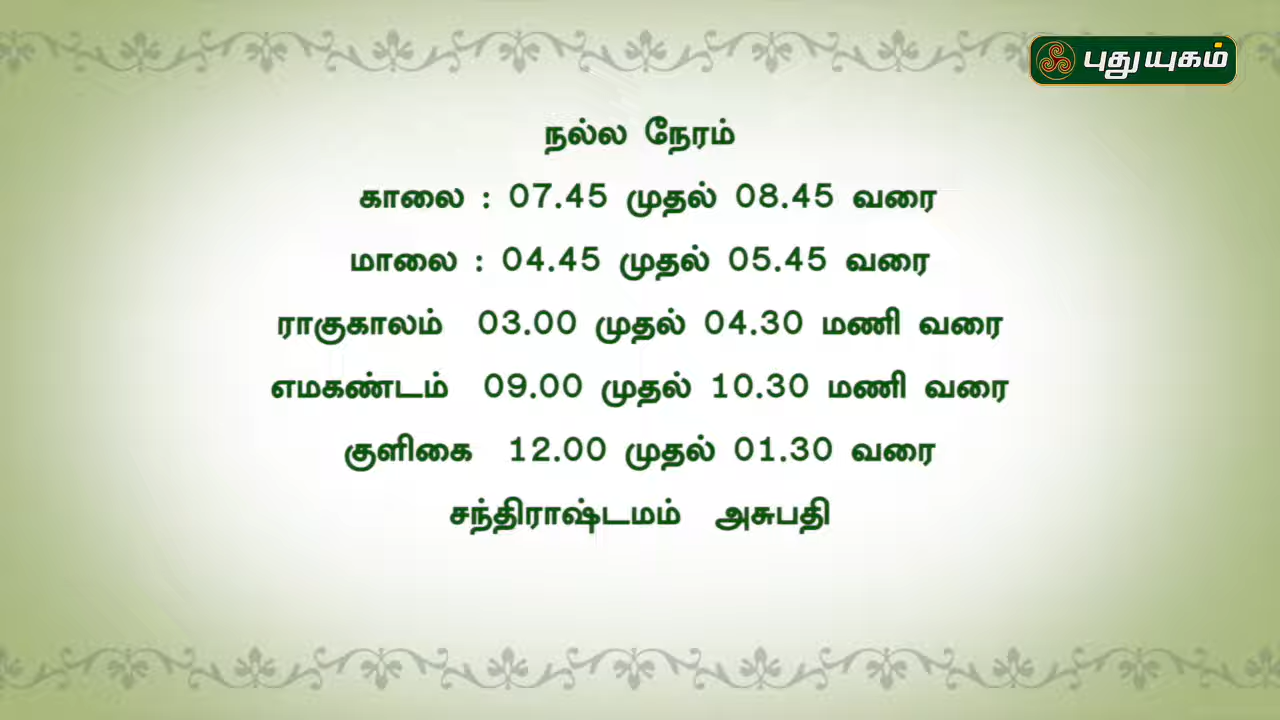 புதுயுகம்
நல்ல நேரம்
காலை : 07.45 முதல் 08.45 வரை
மாலை : 04.45 முதல் 05.45 வரை
ராகுகாலம் 03.00 முதல் 04.30 மணி வரை
எமகண்டம் 09.00 முதல் 10.30 மணி வரை
குளிகை 12.00 முதல் 01.30 வரை
சந்திராஷ்டமம் அசுபதி